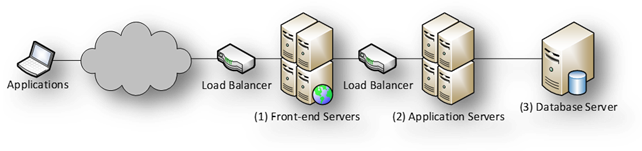 Applications
Load Balancer
(1) Front-end Servers
Load Balancer
(2) Application Servers
(3) Database Server